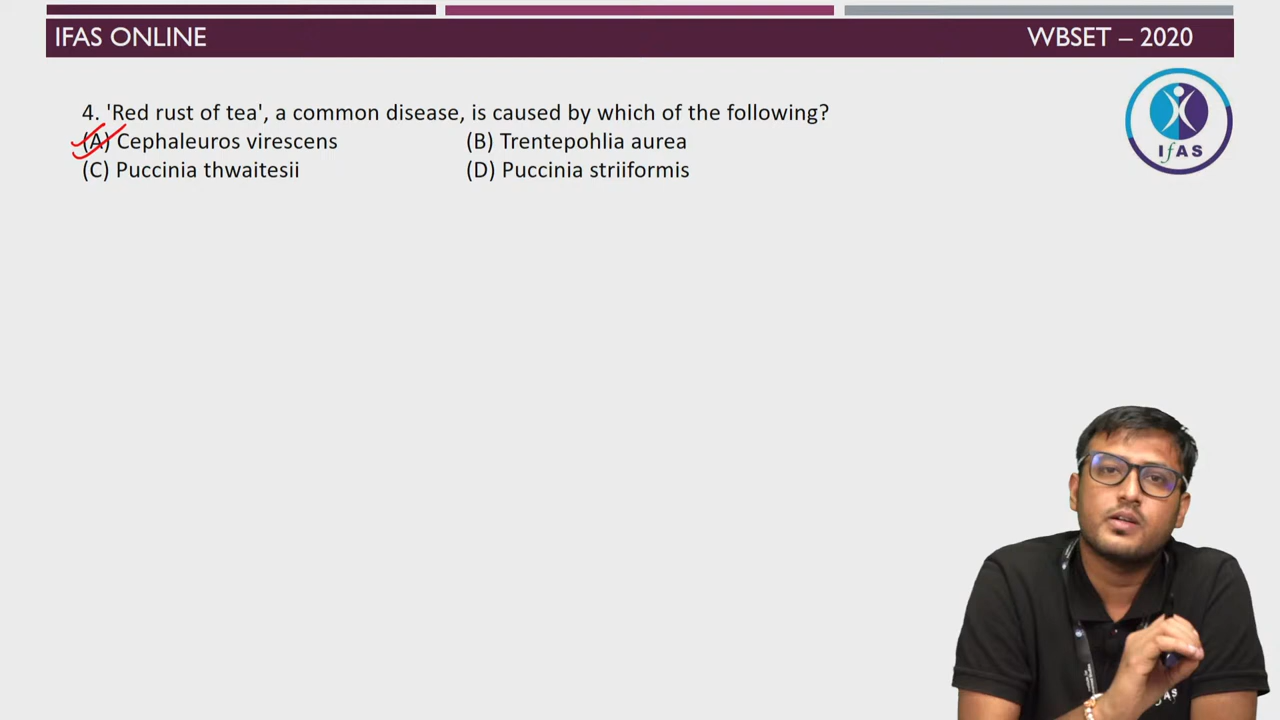 IFAS ONLINE
WBSET – 2020
4. 'Red rust of tea', a common disease, is caused by which of the following?
(A) Cephaleuros virescens (B) Trentepohlia aurea
(C) Puccinia thwaitesii (D) Puccinia striiformis
IfAS
IfAS